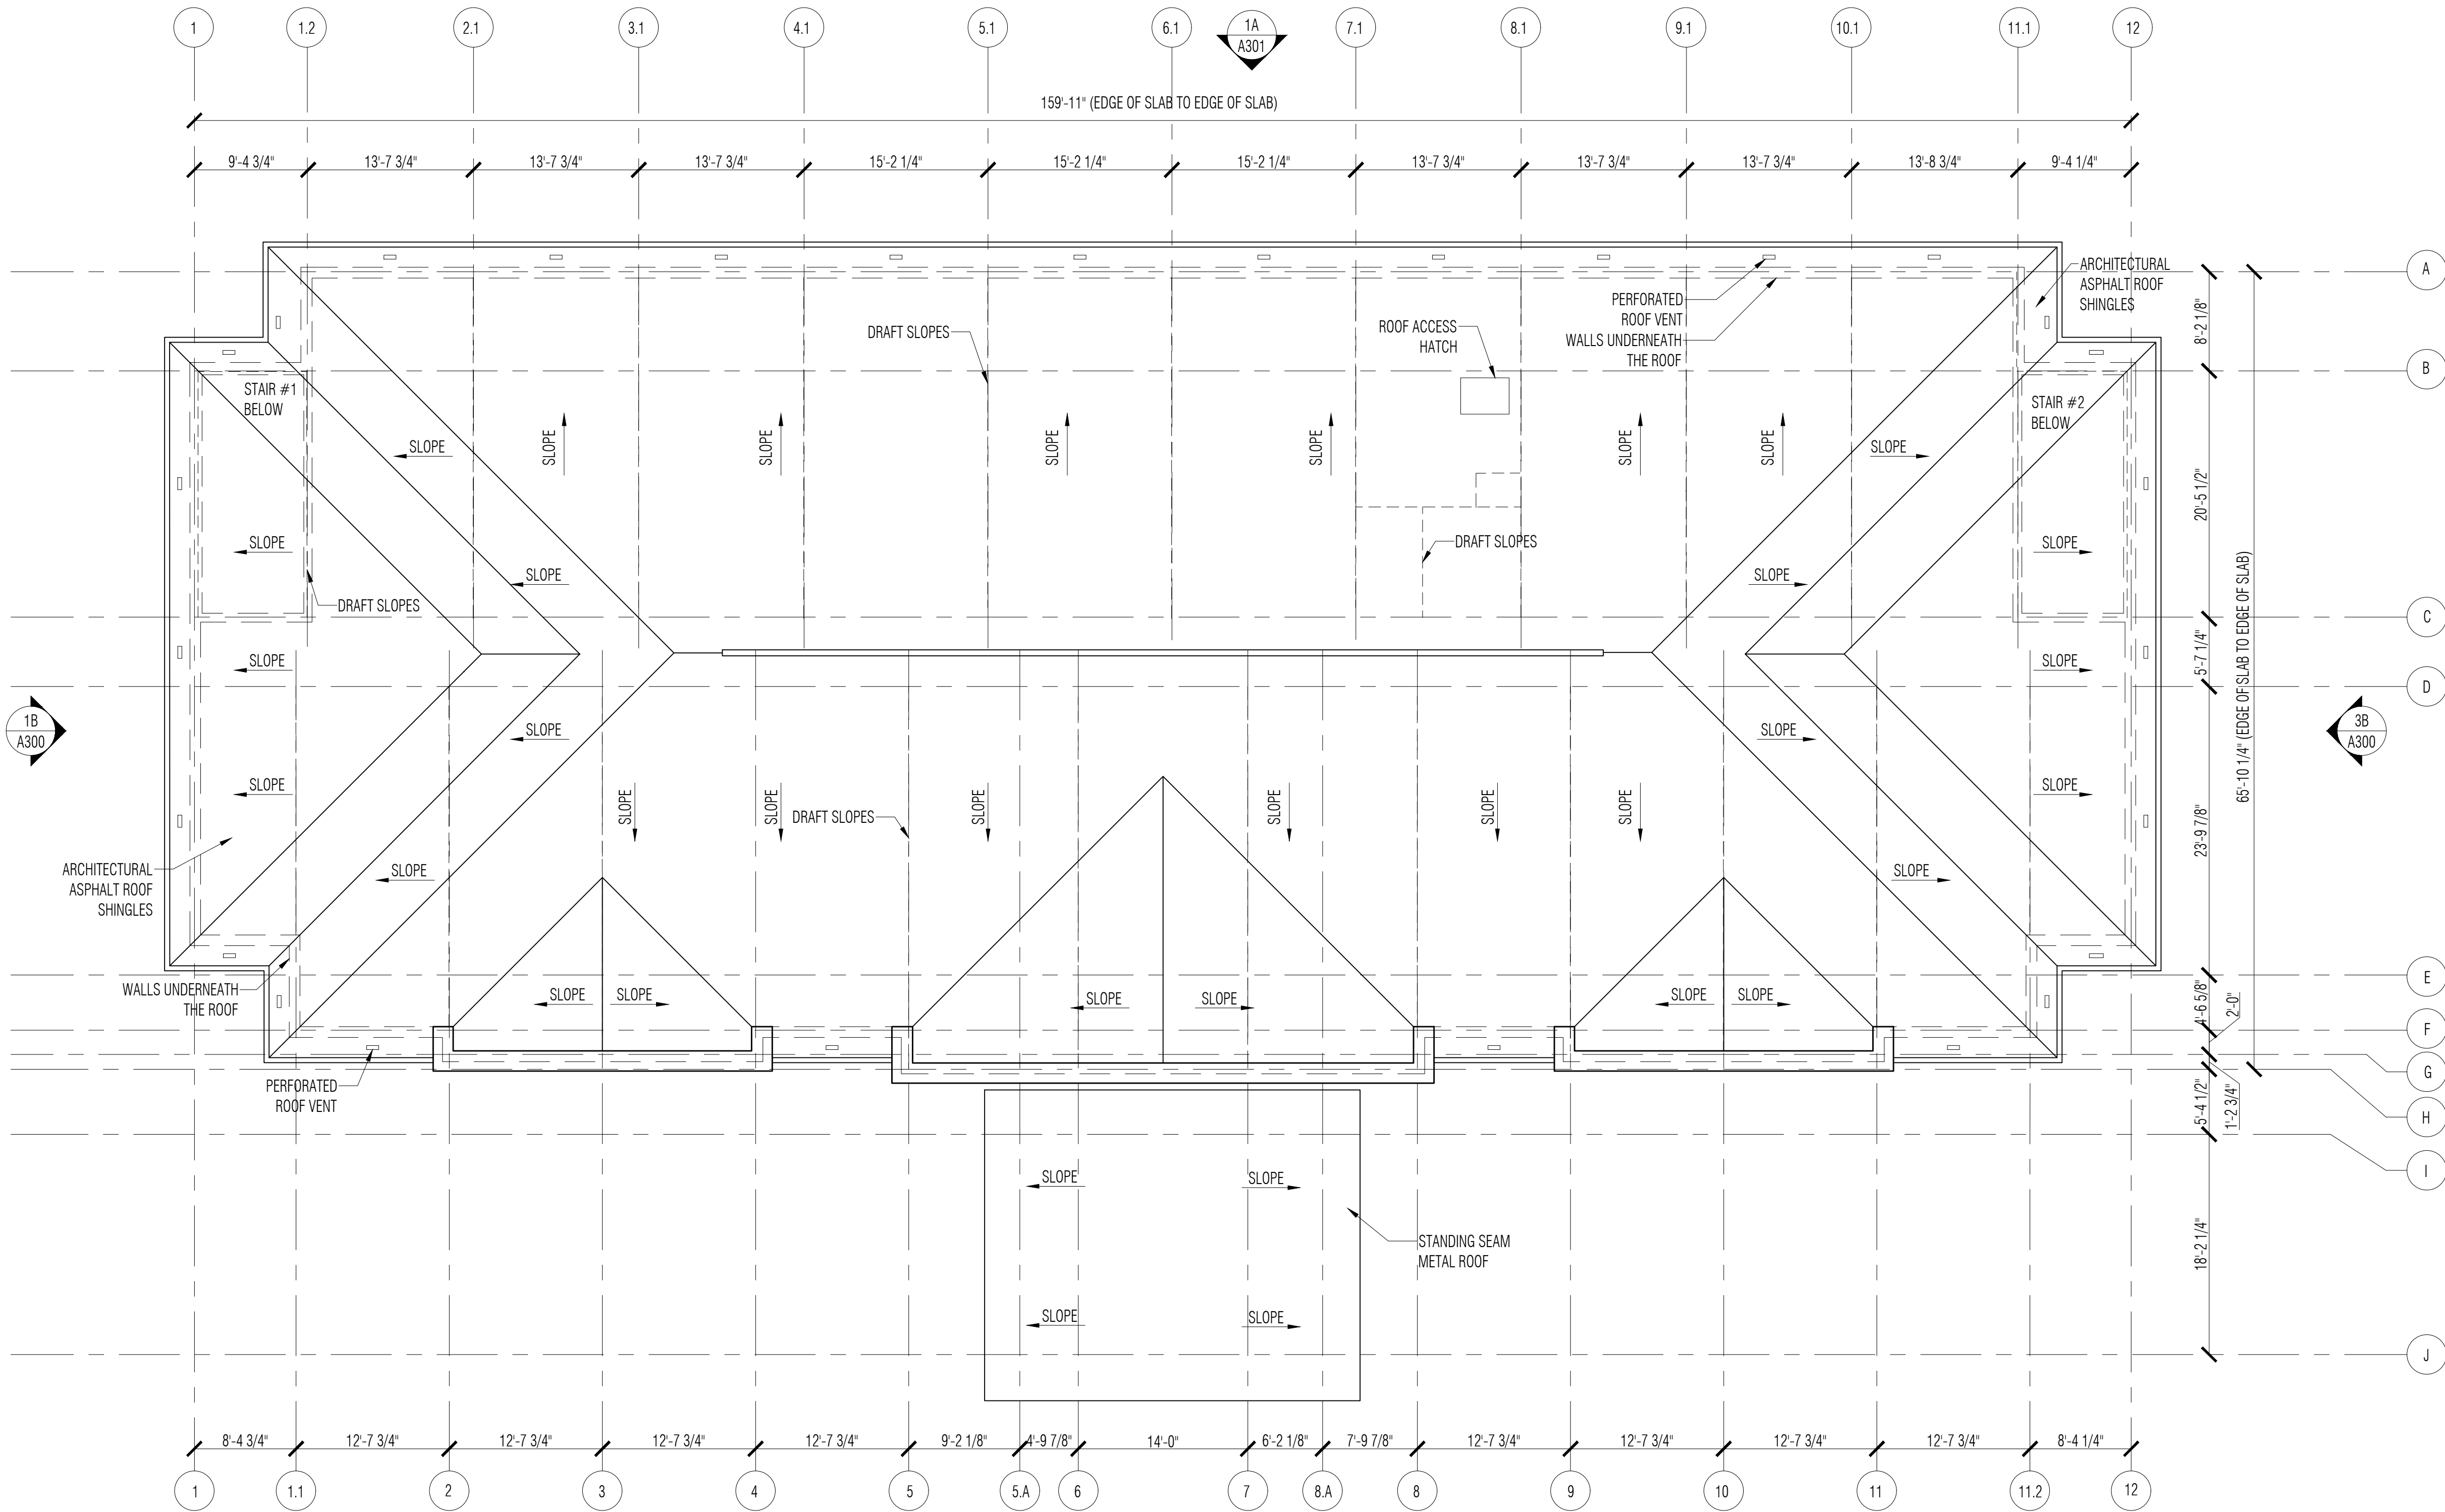 1 1.2 2.1 3.1 4.1 5.1 6.1 7.1 8.1 9.1 10.1 11.1 12
1A
A301
159'-11" (EDGE OF SLAB TO EDGE OF SLAB)
9'-4 3/4" 13'-7 3/4" 13'-7 3/4" 13'-7 3/4" 15'-2 1/4" 15'-2 1/4" 15'-2 1/4" 13'-7 3/4" 13'-7 3/4" 13'-7 3/4" 13'-8 3/4" 9'-4 1/4"
A
ARCHITECTURAL
ASPHALT ROOF
SHINGLES
PERFORATED
ROOF VENT
WALLS UNDERNEATH
THE ROOF
ROOF ACCESS
HATCH
DRAFT SLOPES
8'-2 1/8"
B
STAIR #1
BELOW
STAIR #2
BELOW
SLOPE
SLOPE
SLOPE
SLOPE
SLOPE
SLOPE
SLOPE
SLOPE
20'-5 1/2"
SLOPE
DRAFT SLOPES
SLOPE
SLOPE
SLOPE
SLOPE
DRAFT SLOPES
C
5'-7 1/4"
65'-10 1/4" (EDGE OF SLAB TO EDGE OF SLAB)
SLOPE
SLOPE
D
1B
A300
3B
A300
SLOPE
SLOPE
SLOPE
SLOPE
SLOPE
SLOPE
SLOPE
SLOPE
SLOPE
SLOPE
DRAFT SLOPES
23'-9 7/8"
ARCHITECTURAL
ASPHALT ROOF
SHINGLES
SLOPE
SLOPE
E
WALLS UNDERNEATH
THE ROOF
SLOPE SLOPE SLOPE SLOPE SLOPE SLOPE
4'-6 5/8"
2'-0"
F
G
PERFORATED
ROOF VENT
5'-4 1/2"
1'-2 3/4"
H
I
SLOPE SLOPE
STANDING SEAM
METAL ROOF
18'-2 1/4"
SLOPE SLOPE
J
8'-4 3/4" 12'-7 3/4" 12'-7 3/4" 12'-7 3/4" 12'-7 3/4" 9'-2 1/8" 4'-9 7/8" 14'-0" 6'-2 1/8" 7'-9 7/8" 12'-7 3/4" 12'-7 3/4" 12'-7 3/4" 12'-7 3/4" 8'-4 1/4"
1 1.1 2 3 4 5 5.A 6 7 8.A 8 9 10 11 11.2 12